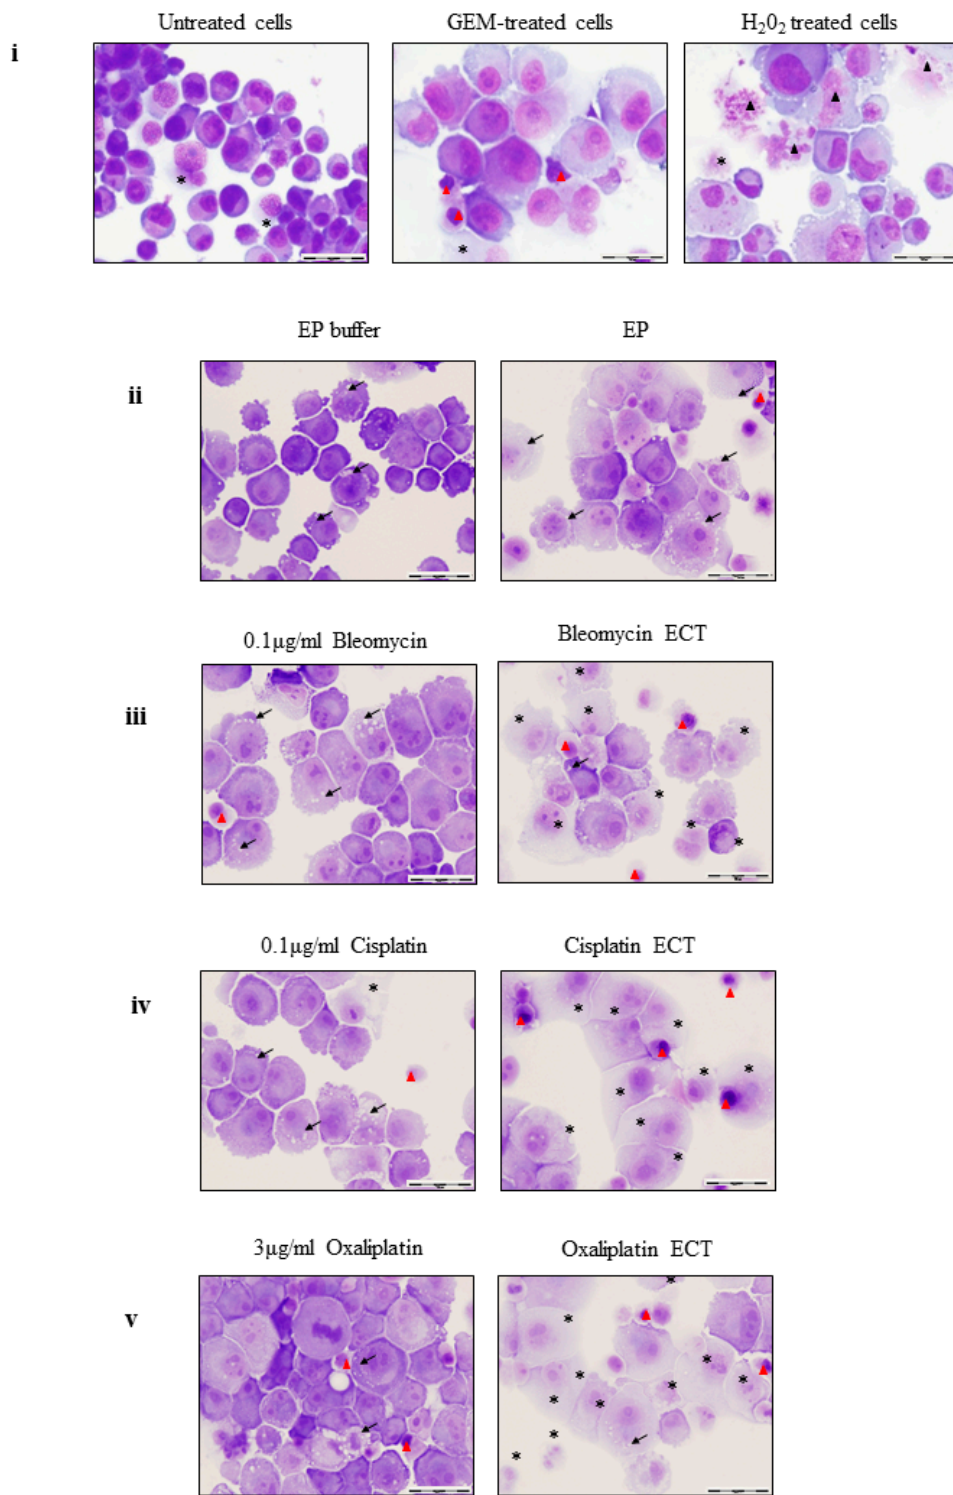 Untreated cells
GEM-treated cells
H₂0₂ treated cells
i
EP buffer
EP
ii
0.1µg/ml Bleomycin
Bleomycin ECT
iii
0.1µg/ml Cisplatin
Cisplatin ECT
iv
3µg/ml Oxaliplatin
Oxaliplatin ECT
v